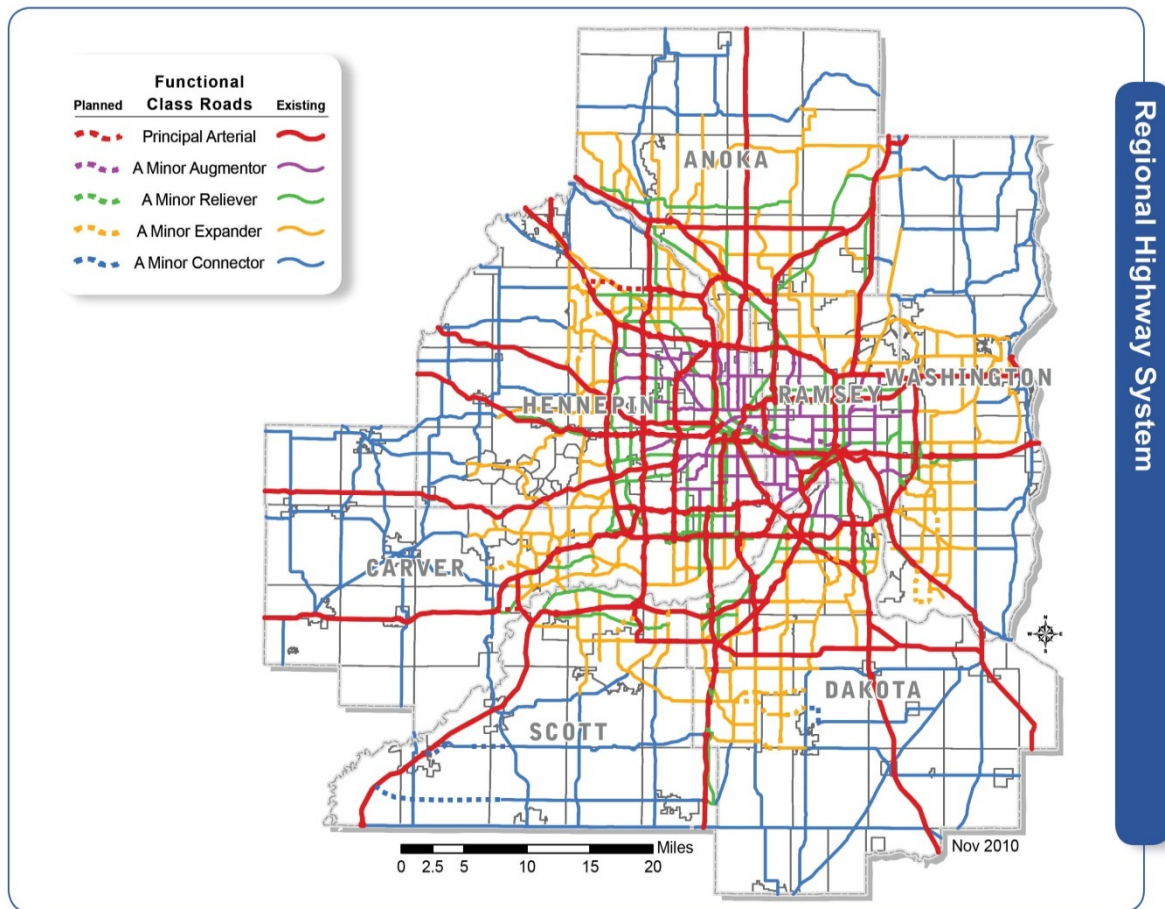 Functional
Class Roads
Planned Existing
Principal Arterial
A Minor Augmentor
A Minor Reliever
A Minor Expander
A Minor Connector
Regional Highway System
ANOKA
WASHINGTON
RAMSEY
HENNEPIN
CARVER
DAKOTA
SCOTT
N
W E
S
Miles
0 2.5 5 10 15 20
Nov 2010